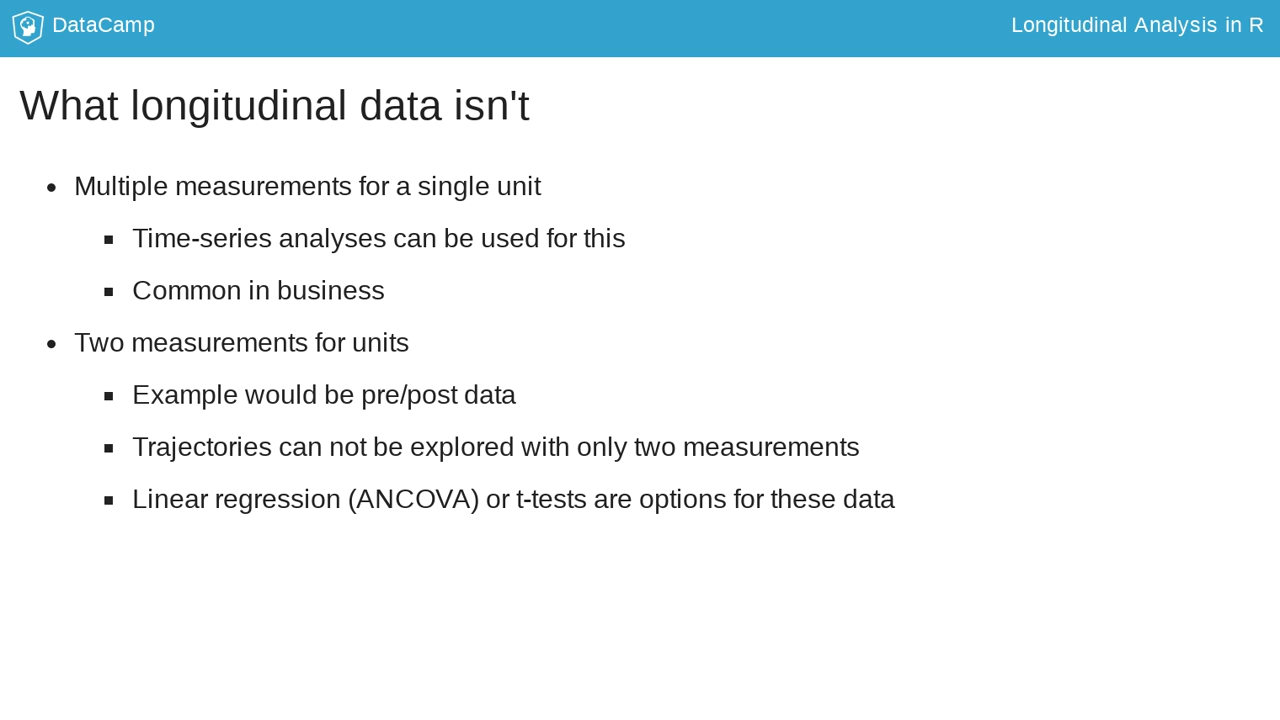 DataCamp
Longitudinal Analysis in R
What longitudinal data isn't
Multiple measurements for a single unit
Time-series analyses can be used for this
Common in business
Two measurements for units
Example would be pre/post data
Trajectories can not be explored with only two measurements
Linear regression (ANCOVA) or t-tests are options for these data